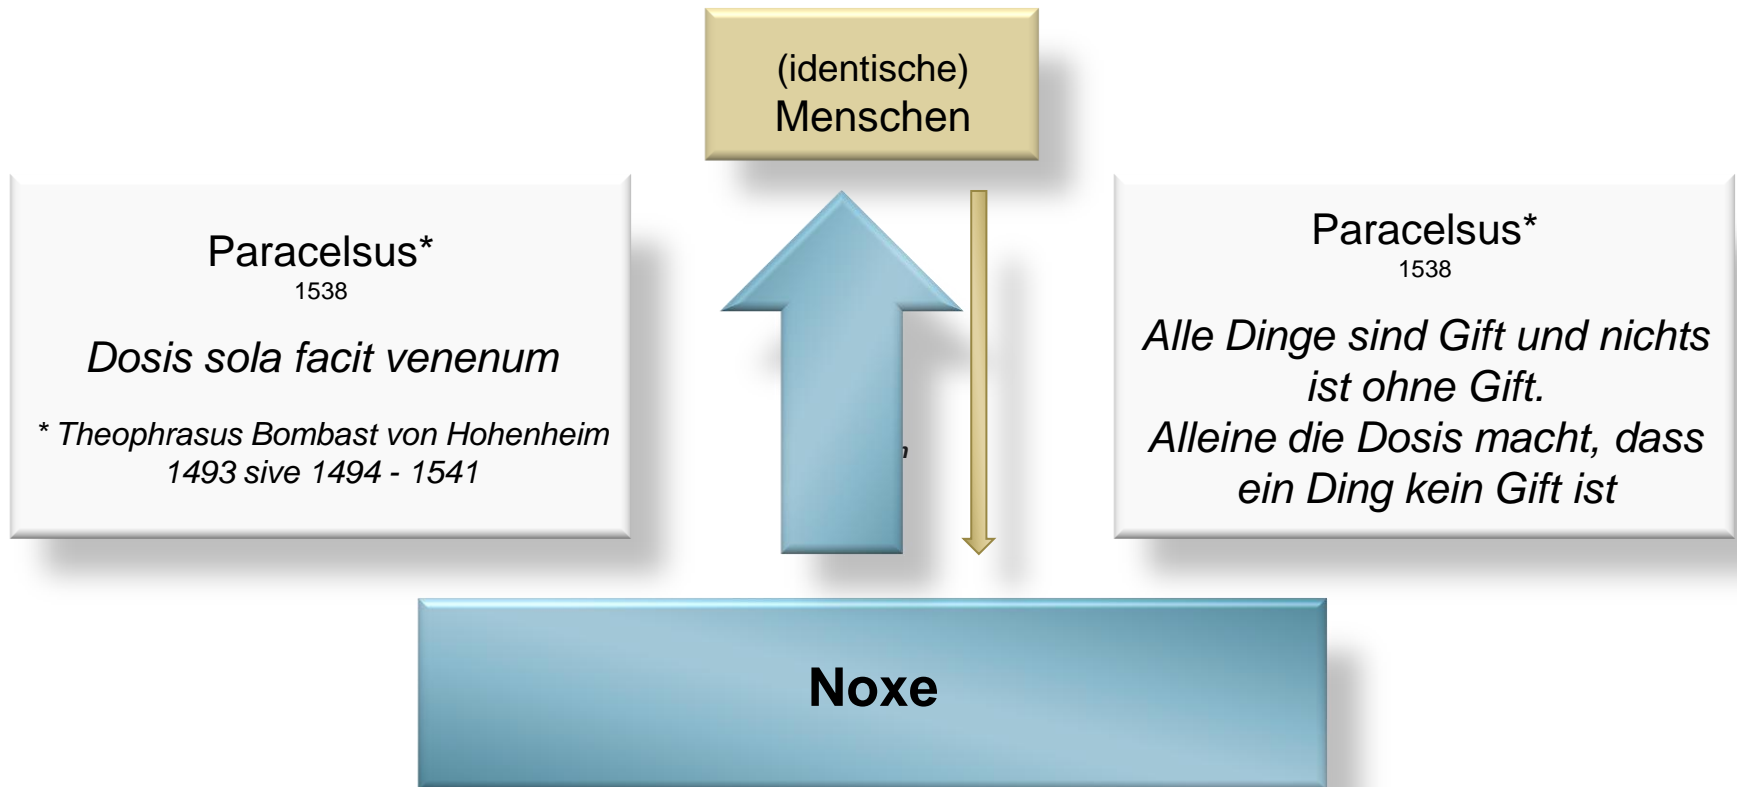 (identische)
Menschen
Paracelsus*
1538
Dosis sola facit venenum
* Theophrasus Bombast von Hohenheim
1493 sive 1494 - 1541
Paracelsus*
1538
Alle Dinge sind Gift und nichts
ist ohne Gift.
Alleine die Dosis macht, dass
ein Ding kein Gift ist
Noxe